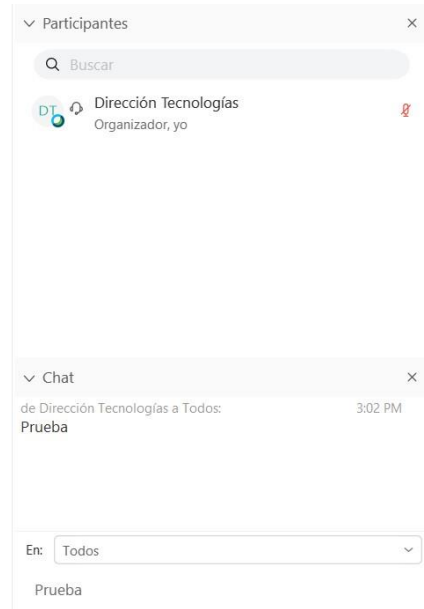 Participantes
Buscar
DT
Dirección Tecnologías
Organizador, yo
Chat
de Dirección Tecnologías a Todos: 3:02 PM
Prueba
En: Todos
Prueba